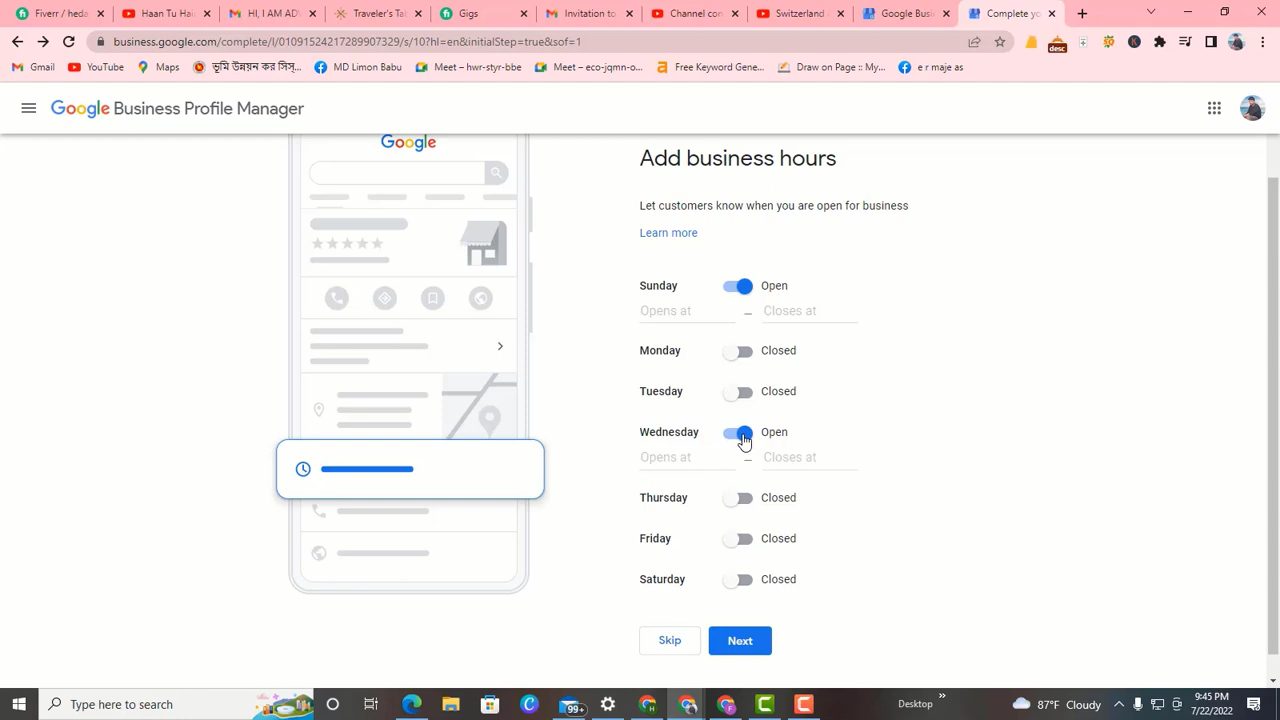 Fiverr / heda
Haan Tu Hai
HI, I AM ADV
Traveler's Tal
Gigs
Invitation to
Channel con
Switzerland
Google Busin
Complete yo
business.google.com/complete/l/01091524217289907329/s/10?hl=en&initialStep=true&sof=1
desc
Gmail
YouTube
Maps
ভূমি উন্নয়ন কর সিস্...
MD Limon Babu
Meet – hwr-styr-bbe
Meet – eco-jqmn-o...
Free Keyword Gene...
Draw on Page :: My...
e r maje as
Google Business Profile Manager
Google
Add business hours
Let customers know when you are open for business
Learn more
Sunday Open
Opens at – Closes at
Monday Closed
Tuesday Closed
Wednesday Open
Opens at – Closes at
Thursday Closed
Friday Closed
Saturday Closed
Skip Next
Type here to search
99+
Desktop
87°F Cloudy
9:45 PM
7/22/2022